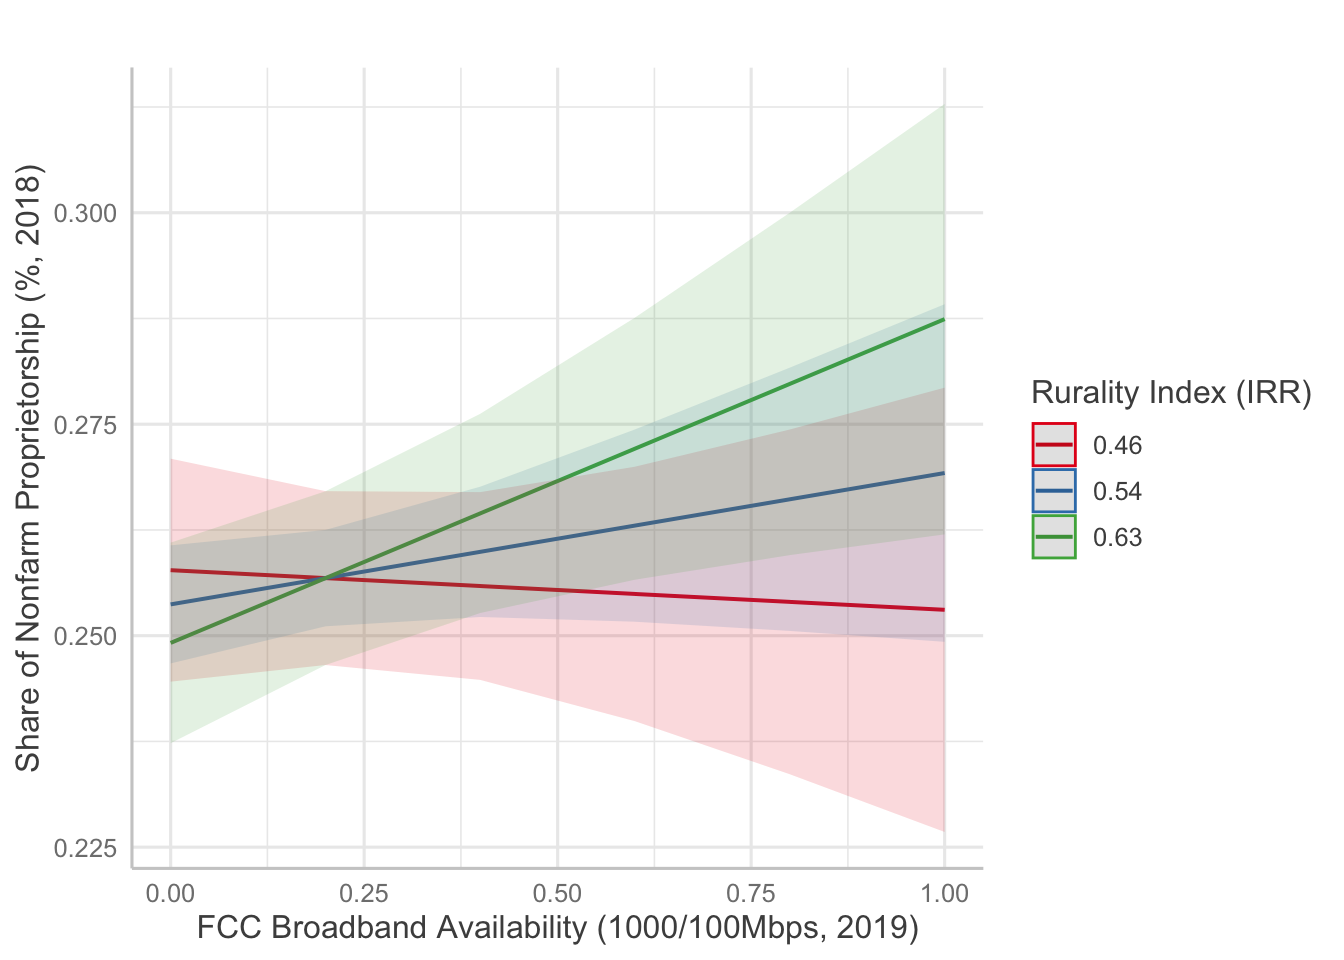 Share of Nonfarm Proprietorship (%, 2018)
0.300
0.275
0.250
0.225
0.00 0.25 0.50 0.75 1.00
FCC Broadband Availability (1000/100Mbps, 2019)
Rurality Index (IRR)
0.46
0.54
0.63